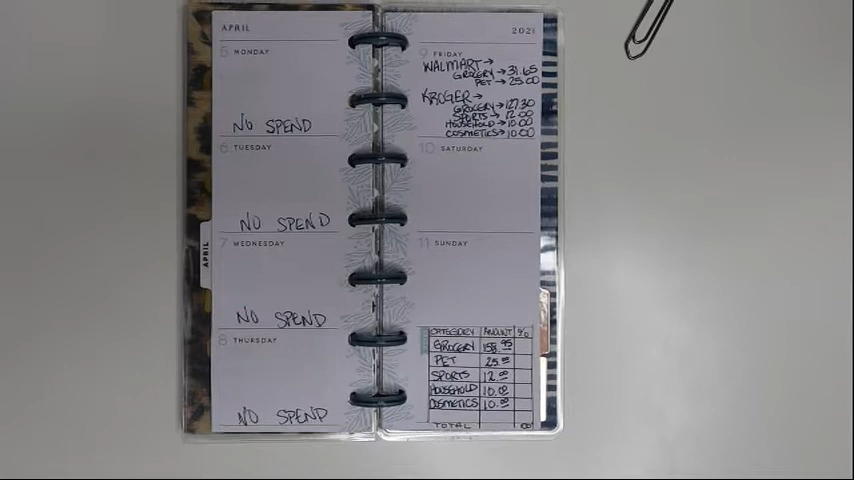 APRIL
5 MONDAY
NO SPEND
6 TUESDAY
NO SPEND
7 WEDNESDAY
NO SPEND
8 THURSDAY
NO SPEND
APRIL
2021
9 FRIDAY
WALMART →
GROCERY → 31.65
PET → 25.00
KROGER →
GROCERY → 127.30
SPORTS → 12.00
HOUSEHOLD → 10.00
COSMETICS → 10.00
10 SATURDAY
11 SUNDAY
CATEGORY AMOUNT %
GROCERY 158.95
PET 25.00
SPORTS 12.00
HOUSEHOLD 10.00
COSMETICS 10.00
TOTAL 100